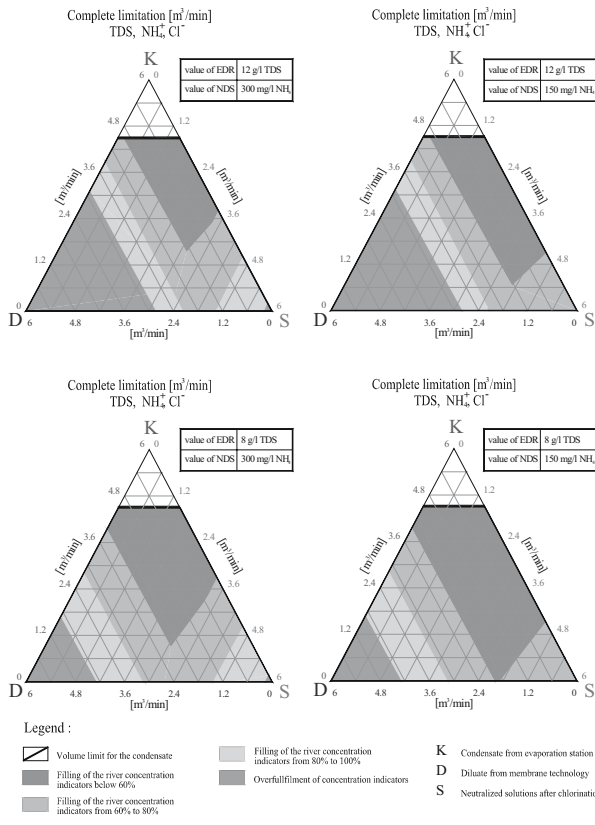 Complete limitation [m³/min]
TDS, NH₄⁺, Cl⁻
K
6 0
value of EDR 12 g/l TDS
value of NDS 300 mg/l NH₄
4.8 1.2
3.6 2.4
[m³/min] [m³/min]
2.4 3.6
1.2 4.8
0 6
D S
6 4.8 3.6 2.4 1.2 0
[m³/min]
Complete limitation [m³/min]
TDS, NH₄⁺, Cl⁻
K
6 0
value of EDR 12 g/l TDS
value of NDS 150 mg/l NH₄
4.8 1.2
3.6 2.4
[m³/min] [m³/min]
2.4 3.6
1.2 4.8
0 6
D S
6 4.8 3.6 2.4 1.2 0
[m³/min]
Complete limitation [m³/min]
TDS, NH₄⁺, Cl⁻
K
6 0
value of EDR 8 g/l TDS
value of NDS 300 mg/l NH₄
4.8 1.2
3.6 2.4
[m³/min] [m³/min]
2.4 3.6
1.2 4.8
0 6
D S
6 4.8 3.6 2.4 1.2 0
[m³/min]
Complete limitation [m³/min]
TDS, NH₄⁺, Cl⁻
K
6 0
value of EDR 8 g/l TDS
value of NDS 150 mg/l NH₄
4.8 1.2
3.6 2.4
[m³/min] [m³/min]
2.4 3.6
1.2 4.8
0 6
D S
6 4.8 3.6 2.4 1.2 0
[m³/min]
Legend :
Volume limit for the condensate
Filling of the river concentration
indicators below 60%
Filling of the river concentration
indicators from 60% to 80%
Filling of the river concentration
indicators from 80% to 100%
Overfullfilment of concentration indicators
K Condensate from evaporation station
D Diluate from membrane technology
S Neutralized solutions after chlorinatio